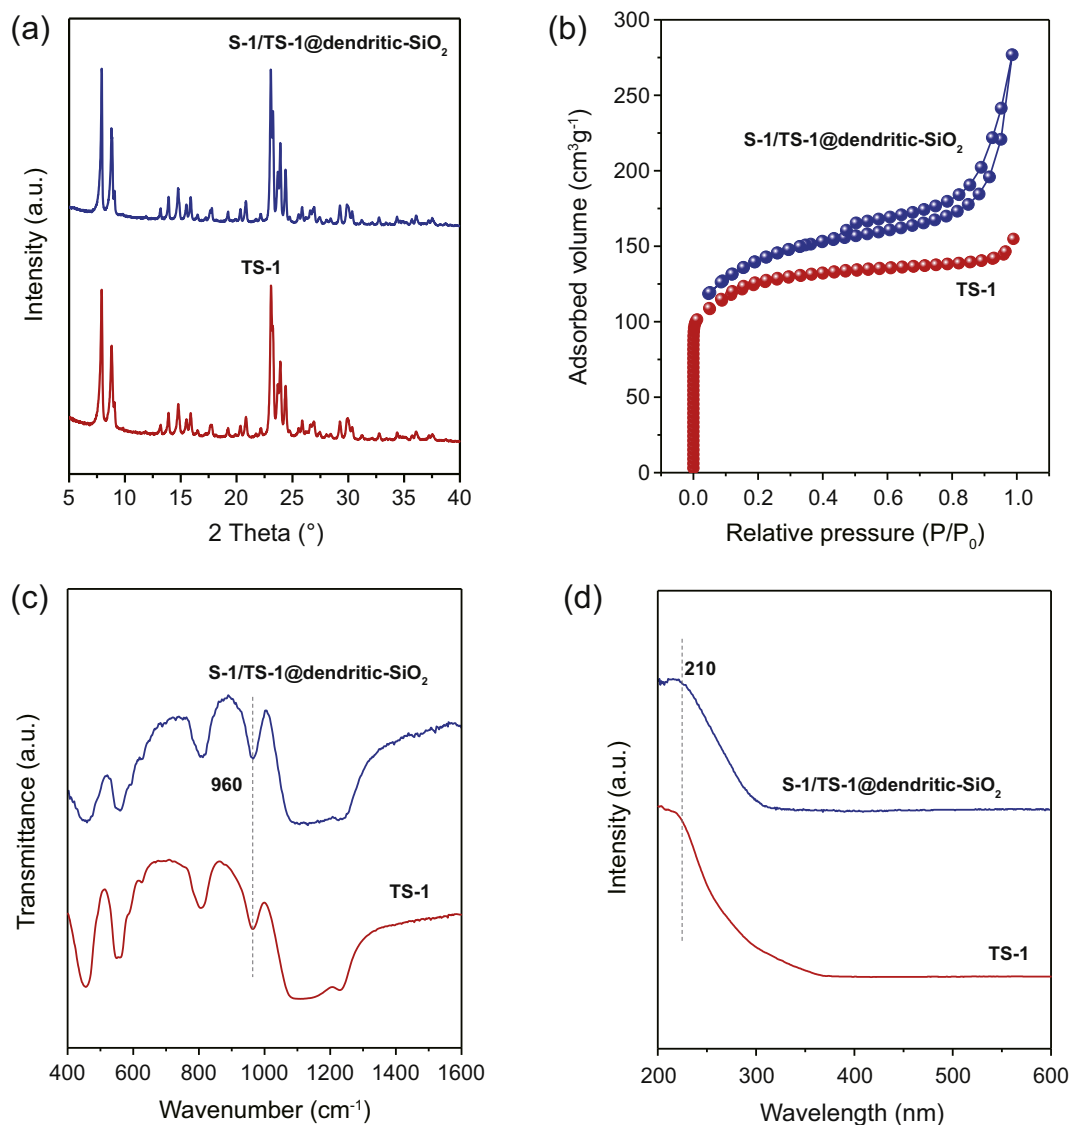 (a)
S-1/TS-1@dendritic-SiO₂
TS-1
Intensity (a.u.)
5 10 15 20 25 30 35 40
2 Theta (°)
(b)
300
250
200
150
100
50
0
S-1/TS-1@dendritic-SiO₂
TS-1
Adsorbed volume (cm³g⁻¹)
0.0 0.2 0.4 0.6 0.8 1.0
Relative pressure (P/P₀)
(c)
S-1/TS-1@dendritic-SiO₂
960
TS-1
Transmittance (a.u.)
400 600 800 1000 1200 1400 1600
Wavenumber (cm⁻¹)
(d)
210
S-1/TS-1@dendritic-SiO₂
TS-1
Intensity (a.u.)
200 300 400 500 600
Wavelength (nm)